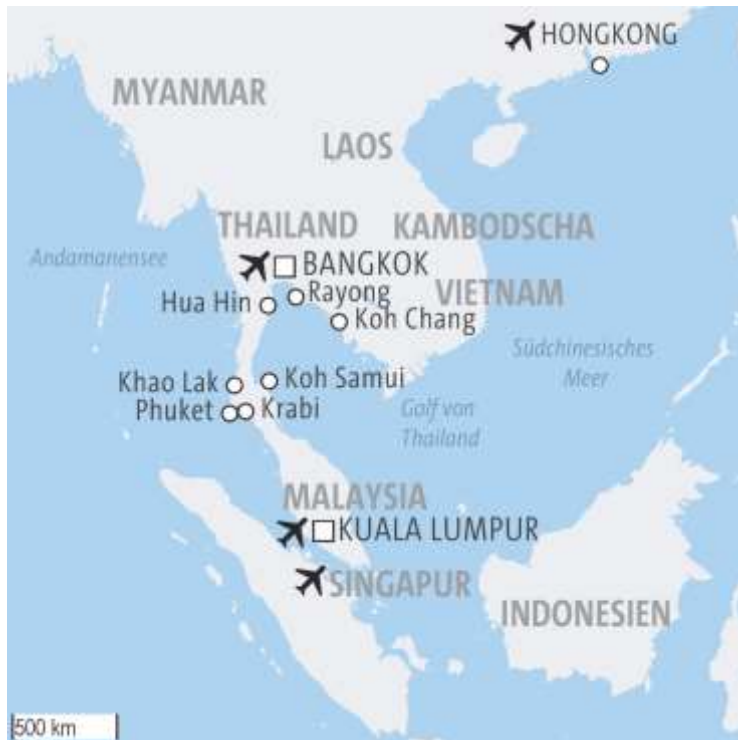 HONGKONG
MYANMAR
LAOS
THAILAND
KAMBODSCHA
Andamanensee
BANGKOK
Rayong
VIETNAM
Hua Hin
Koh Chang
Südchinesisches
Meer
Khao Lak
Koh Samui
Phuket
Krabi
Golf von
Thailand
MALAYSIA
KUALA LUMPUR
SINGAPUR
INDONESIEN
500 km